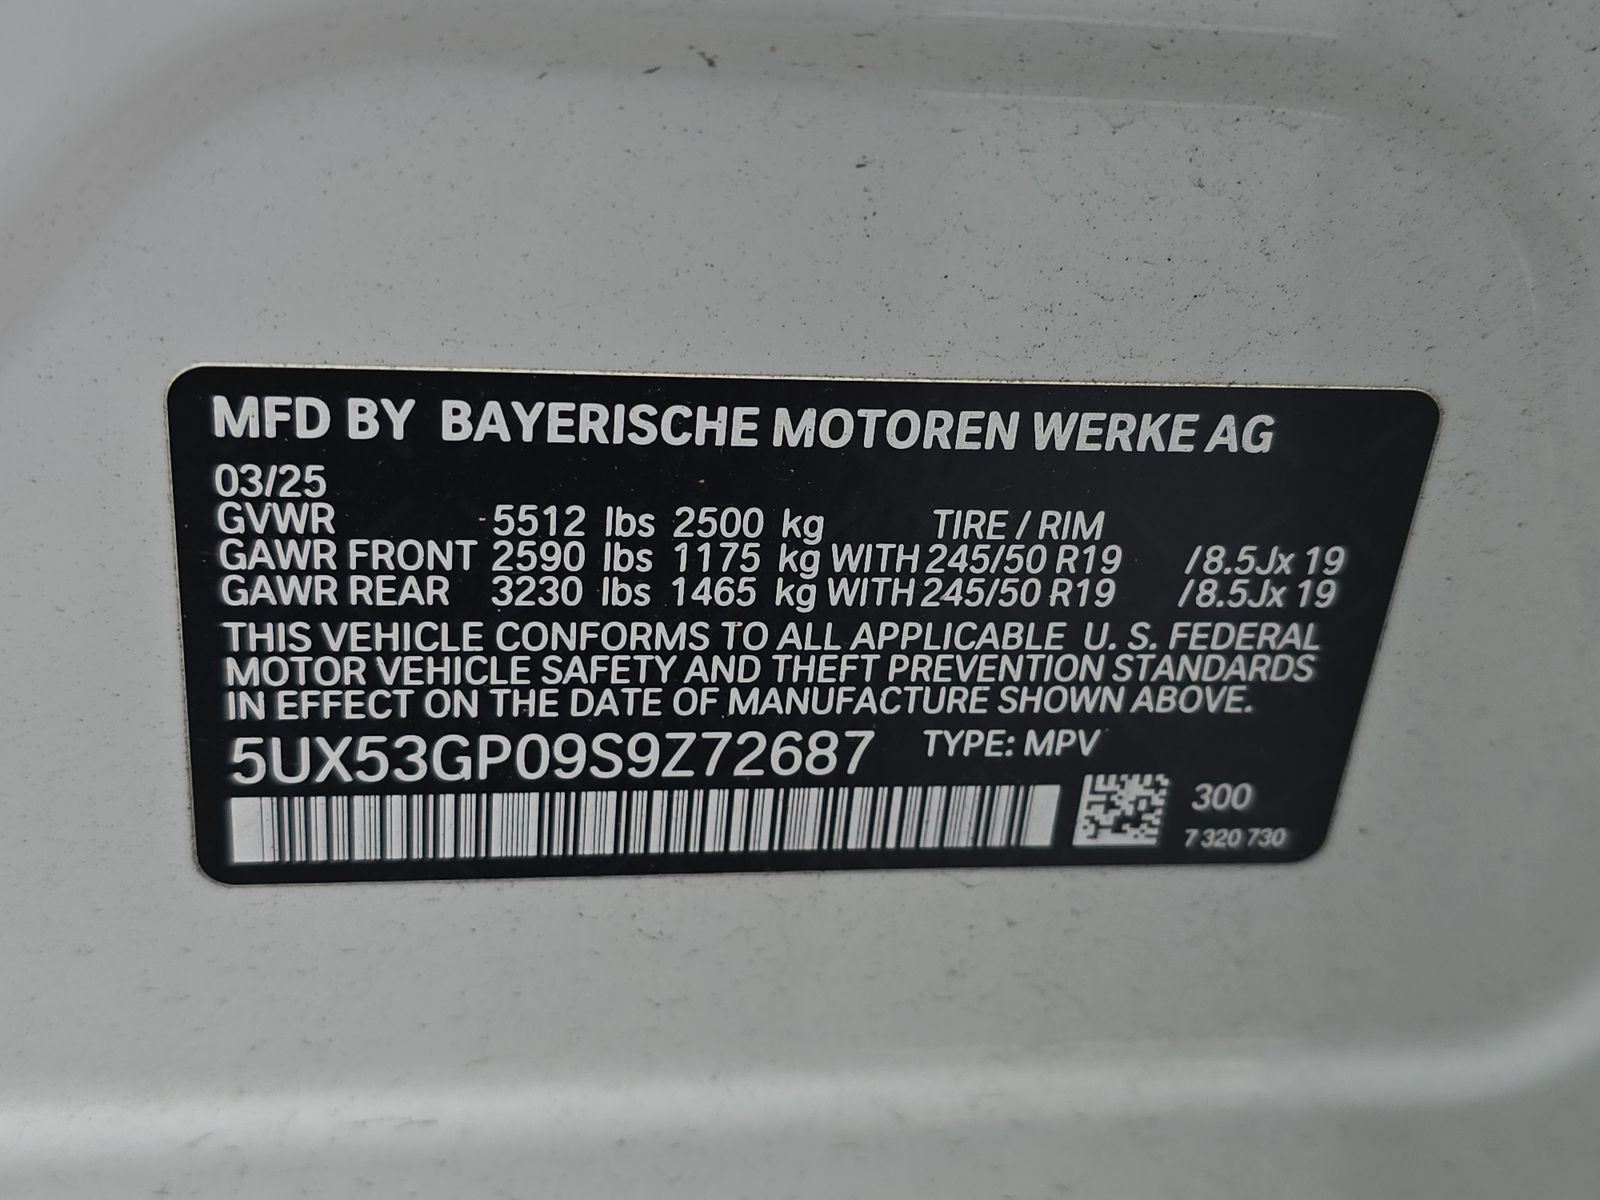 MFD BY BAYERISCHE MOTOREN WERKE AG
03/25
GVWR 5512 lbs 2500 kg TIRE / RIM
GAWR FRONT 2590 lbs 1175 kg WITH 245/50 R19 /8.5Jx 19
GAWR REAR 3230 lbs 1465 kg WITH 245/50 R19 /8.5Jx 19
THIS VEHICLE CONFORMS TO ALL APPLICABLE U. S. FEDERAL
MOTOR VEHICLE SAFETY AND THEFT PREVENTION STANDARDS
IN EFFECT ON THE DATE OF MANUFACTURE SHOWN ABOVE.
5UX53GP09S9Z72687 TYPE: MPV
300
7 320 730